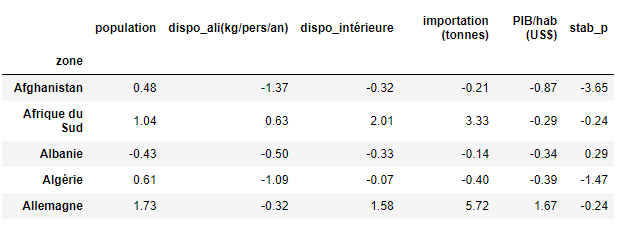 population dispo_ali(kg/pers/an) dispo_intérieure importation (tonnes) PIB/hab (US$) stab_p
zone
Afghanistan 0.48 -1.37 -0.32 -0.21 -0.87 -3.65
Afrique du Sud 1.04 0.63 2.01 3.33 -0.29 -0.24
Albanie -0.43 -0.50 -0.33 -0.14 -0.34 0.29
Algérie 0.61 -1.09 -0.07 -0.40 -0.39 -1.47
Allemagne 1.73 -0.32 1.58 5.72 1.67 -0.24